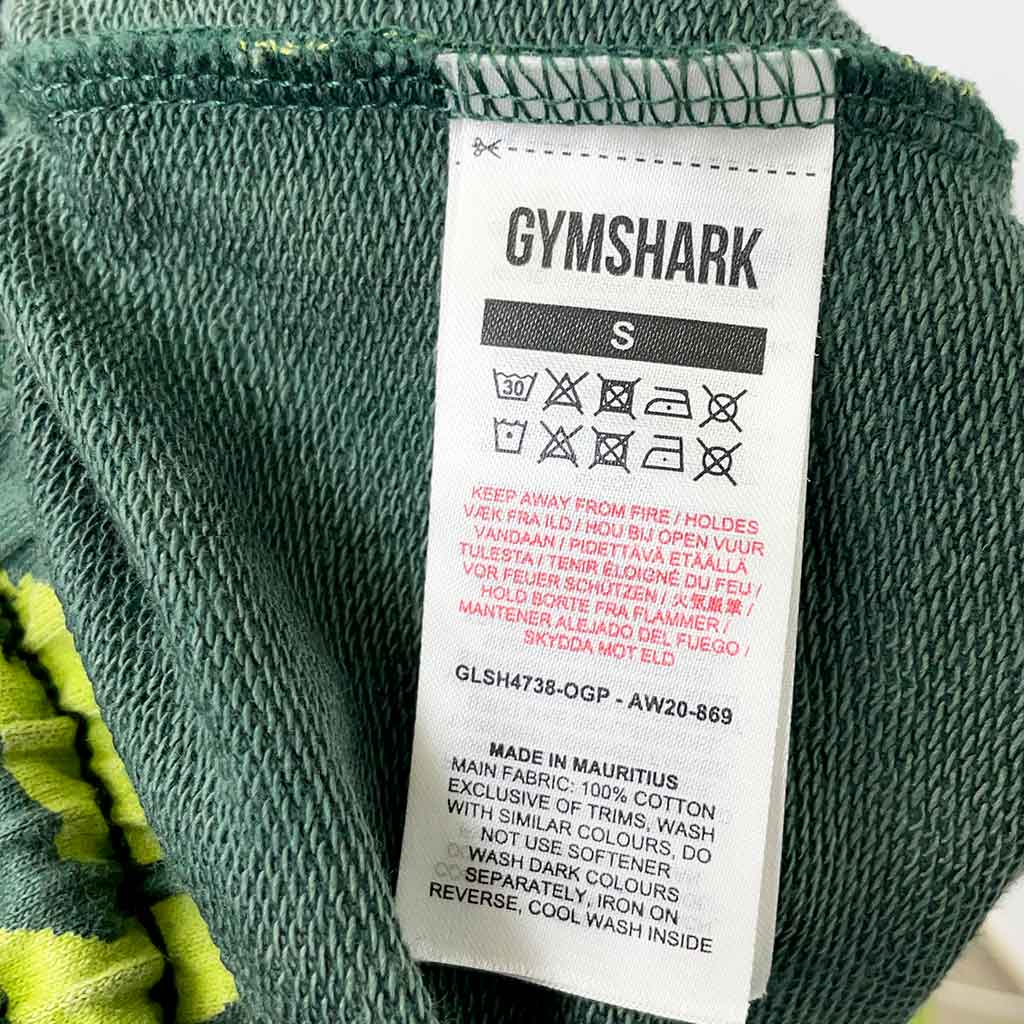 GYMSHARK
S
30
KEEP AWAY FROM FIRE / HOLDES
VÆK FRA ILD / HOU BIJ OPEN VUUR
VANDAAN / PIDETTÄVÄ ETÄÄLLÄ
TULESTA / TENIR ÉLOIGNÉ DU FEU /
VOR FEUER SCHÜTZEN / 火気厳禁 /
HOLD BORTE FRA FLAMMER /
MANTENER ALEJADO DEL FUEGO /
SKYDDA MOT ELD
GLSH4738-OGP - AW20-869
MADE IN MAURITIUS
MAIN FABRIC: 100% COTTON
EXCLUSIVE OF TRIMS, WASH
WITH SIMILAR COLOURS, DO
NOT USE SOFTENER
WASH DARK COLOURS
SEPARATELY, IRON ON
REVERSE, COOL WASH INSIDE